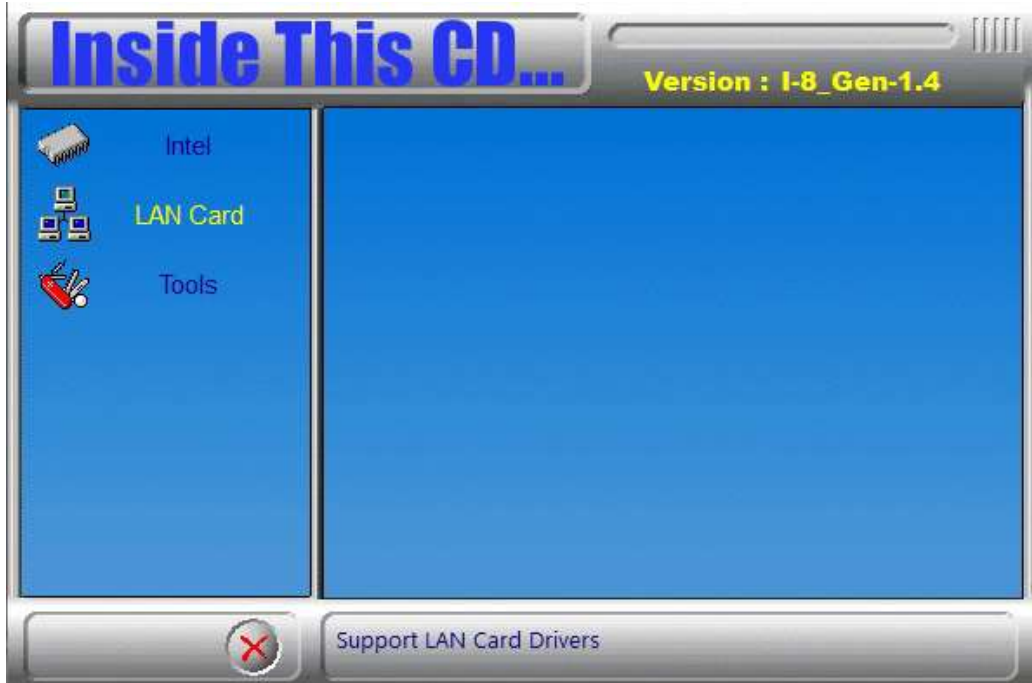 Inside This CD...
Version : I-8_Gen-1.4
Intel
LAN Card
Tools
Support LAN Card Drivers